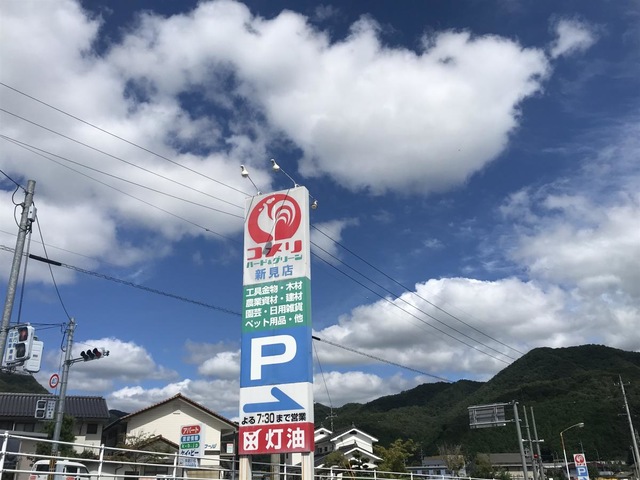 コメリ
ハード&グリーン
新見店
工具金物・木材
農業資材・建材
園芸・日用雑貨
ペット用品・他
P
よる7:30まで営業
灯油